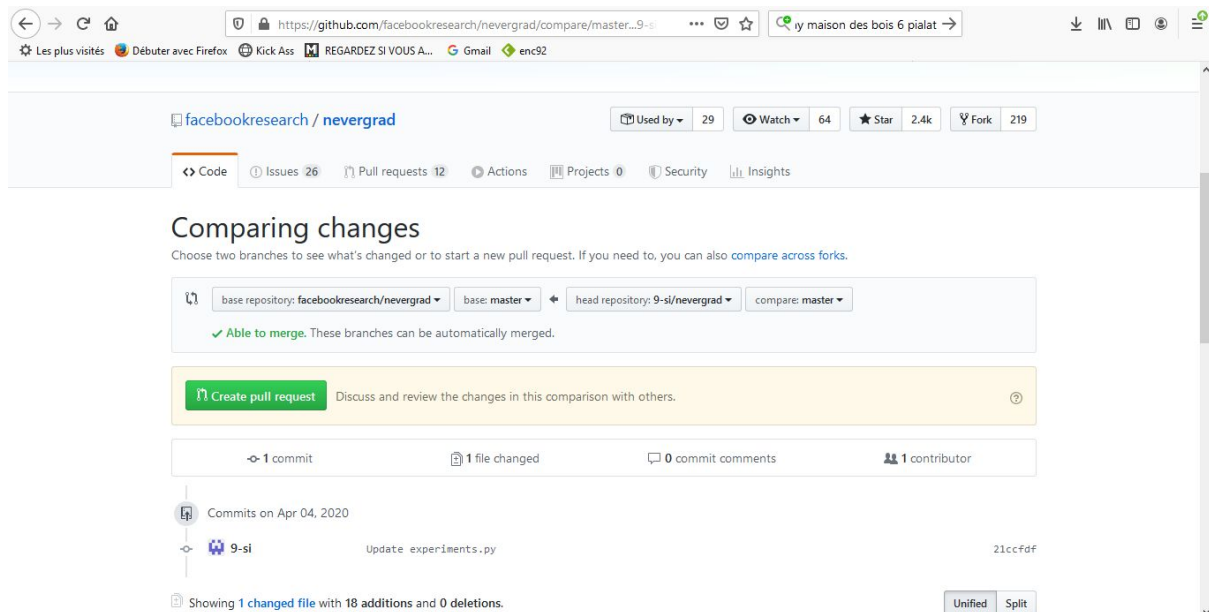 https://github.com/facebookresearch/nevergrad/compare/master...9-si
y maison des bois 6 pialat
Les plus visités Débuter avec Firefox Kick Ass REGARDEZ SI VOUS A... Gmail enc92
facebookresearch / nevergrad Used by 29 Watch 64 Star 2.4k Fork 219
Code Issues 26 Pull requests 12 Actions Projects 0 Security Insights
Comparing changes
Choose two branches to see what's changed or to start a new pull request. If you need to, you can also compare across forks.
base repository: facebookresearch/nevergrad base: master head repository: 9-si/nevergrad compare: master
Able to merge. These branches can be automatically merged.
Create pull request Discuss and review the changes in this comparison with others.
1 commit 1 file changed 0 commit comments 1 contributor
Commits on Apr 04, 2020
9-si Update experiments.py 21ccfdf
Showing 1 changed file with 18 additions and 0 deletions. Unified Split